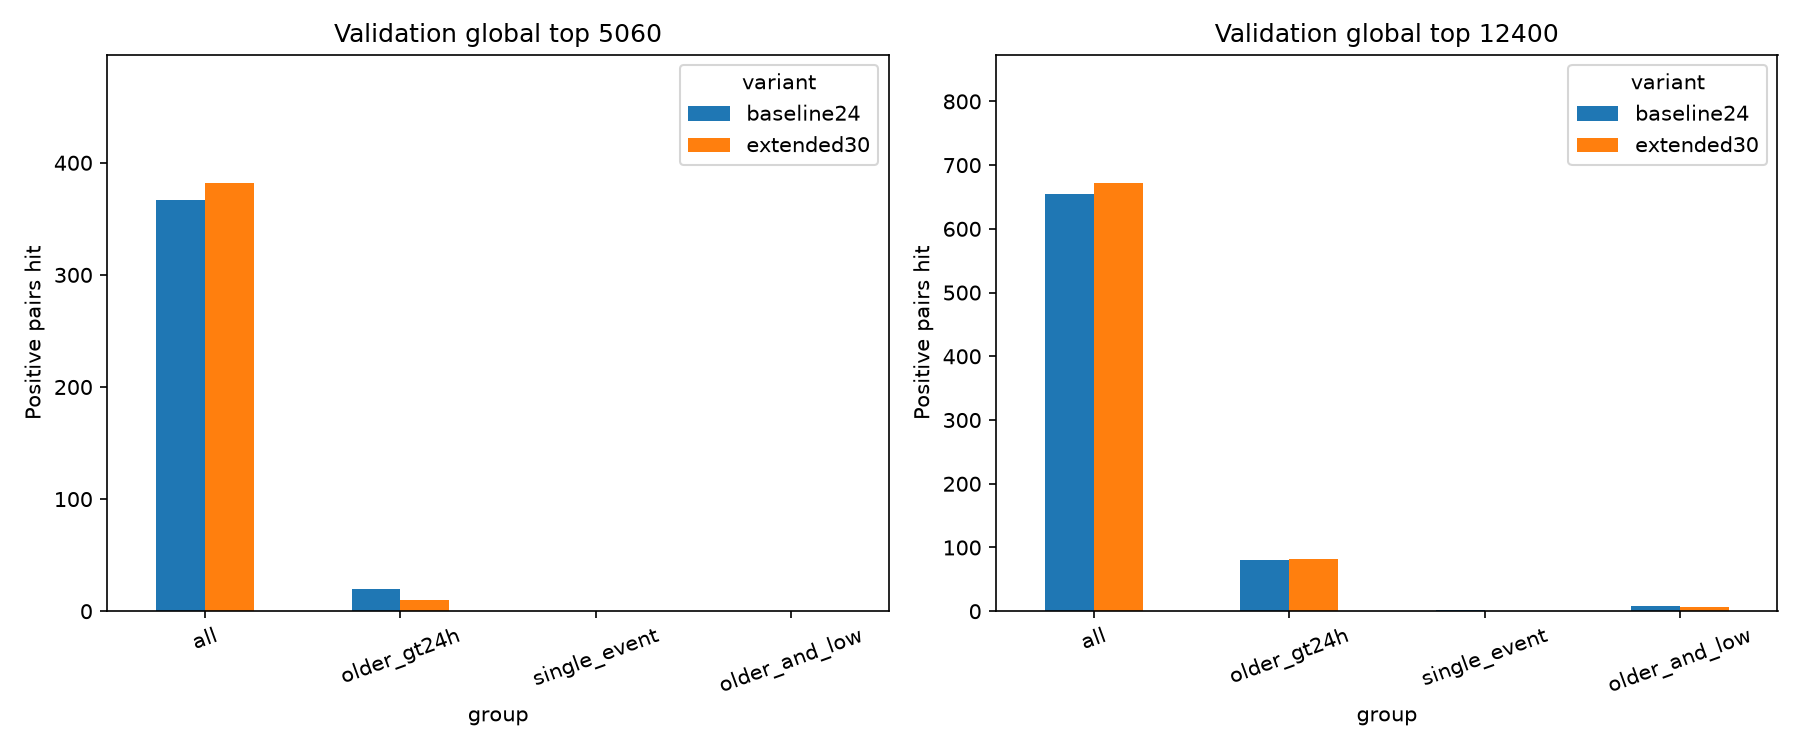 Validation global top 5060
variant
baseline24
extended30
Positive pairs hit
400
300
200
100
0
all
older_gt24h
single_event
older_and_low
group
Validation global top 12400
variant
baseline24
extended30
Positive pairs hit
800
700
600
500
400
300
200
100
0
all
older_gt24h
single_event
older_and_low
group